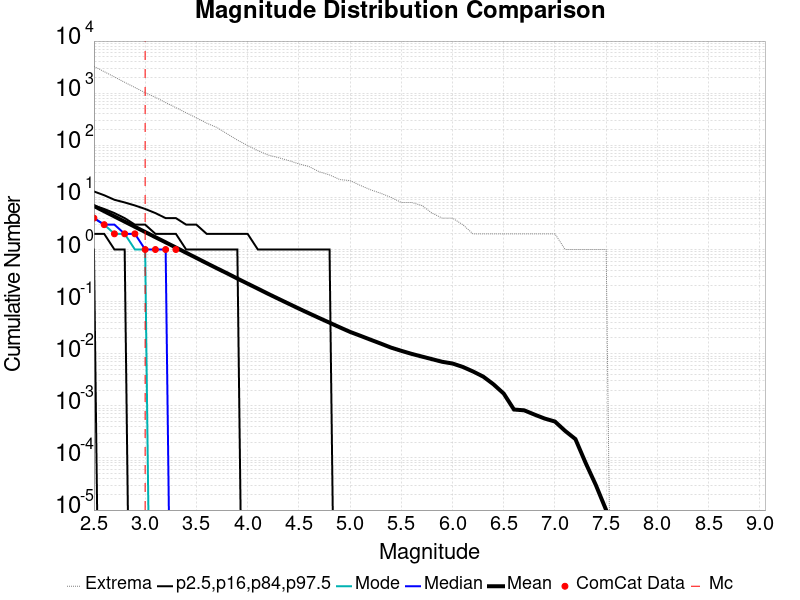 Magnitude Distribution Comparison
10^4
10^3
10^2
10^1
10^0
10^-1
10^-2
10^-3
10^-4
10^-5
Cumulative Number
2.5 3.0 3.5 4.0 4.5 5.0 5.5 6.0 6.5 7.0 7.5 8.0 8.5 9.0
Magnitude
Extrema p2.5,p16,p84,p97.5 Mode Median Mean ComCat Data Mc